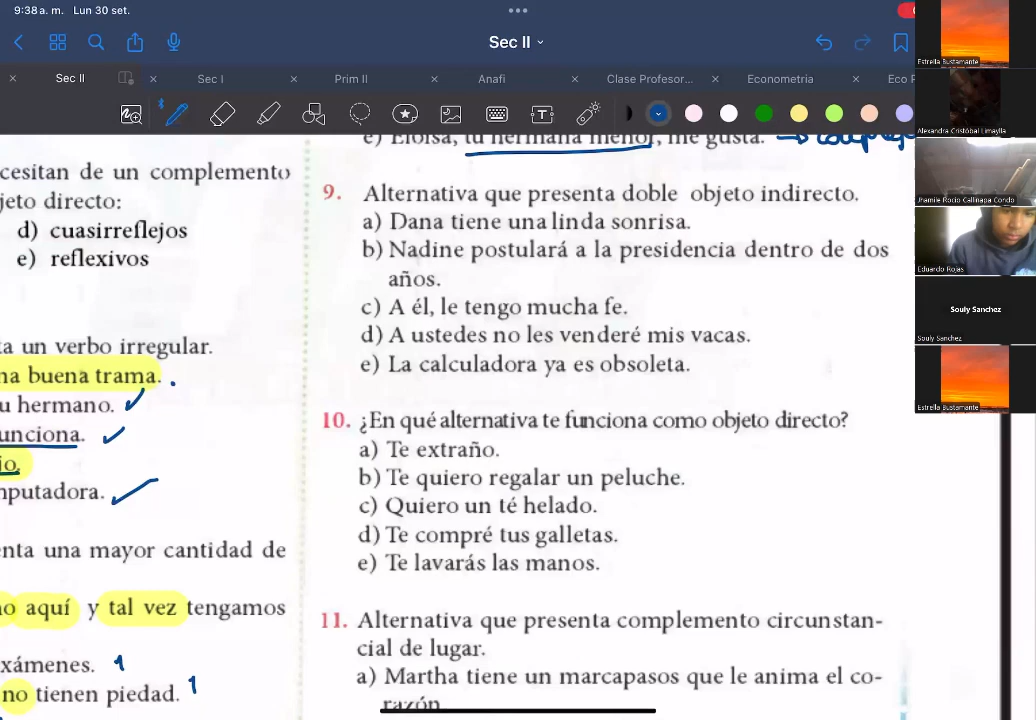 9:38 a. m. Lun 30 set.
Sec II
Sec II
Sec I
Prim II
Anafi
Clase Profesor...
Econometria
Eco
cesitan de un complemento
jeto directo:
d) cuasirreflejos
e) reflexivos
ta un verbo irregular.
na buena trama.
u hermano.
unciona.
io.
mputadora.
enta una mayor cantidad de
no aquí y tal vez tengamos
xámenes. 1
no tienen piedad. 1
e) Eloísa, tu hermana menor, me gusta.
9. Alternativa que presenta doble objeto indirecto.
a) Dana tiene una linda sonrisa.
b) Nadine postulará a la presidencia dentro de dos
años.
c) A él, le tengo mucha fe.
d) A ustedes no les venderé mis vacas.
e) La calculadora ya es obsoleta.
10. ¿En qué alternativa te funciona como objeto directo?
a) Te extraño.
b) Te quiero regalar un peluche.
c) Quiero un té helado.
d) Te compré tus galletas.
e) Te lavarás las manos.
11. Alternativa que presenta complemento circunstan-
cial de lugar.
a) Martha tiene un marcapasos que le anima el co-
razón
Estrella Bustamante
Alexandra Cristóbal Limaylla
Jhamile Rocio Callinapa Condo
Eduardo Rojas
Souly Sanchez
Souly Sanchez
Estrella Bustamante